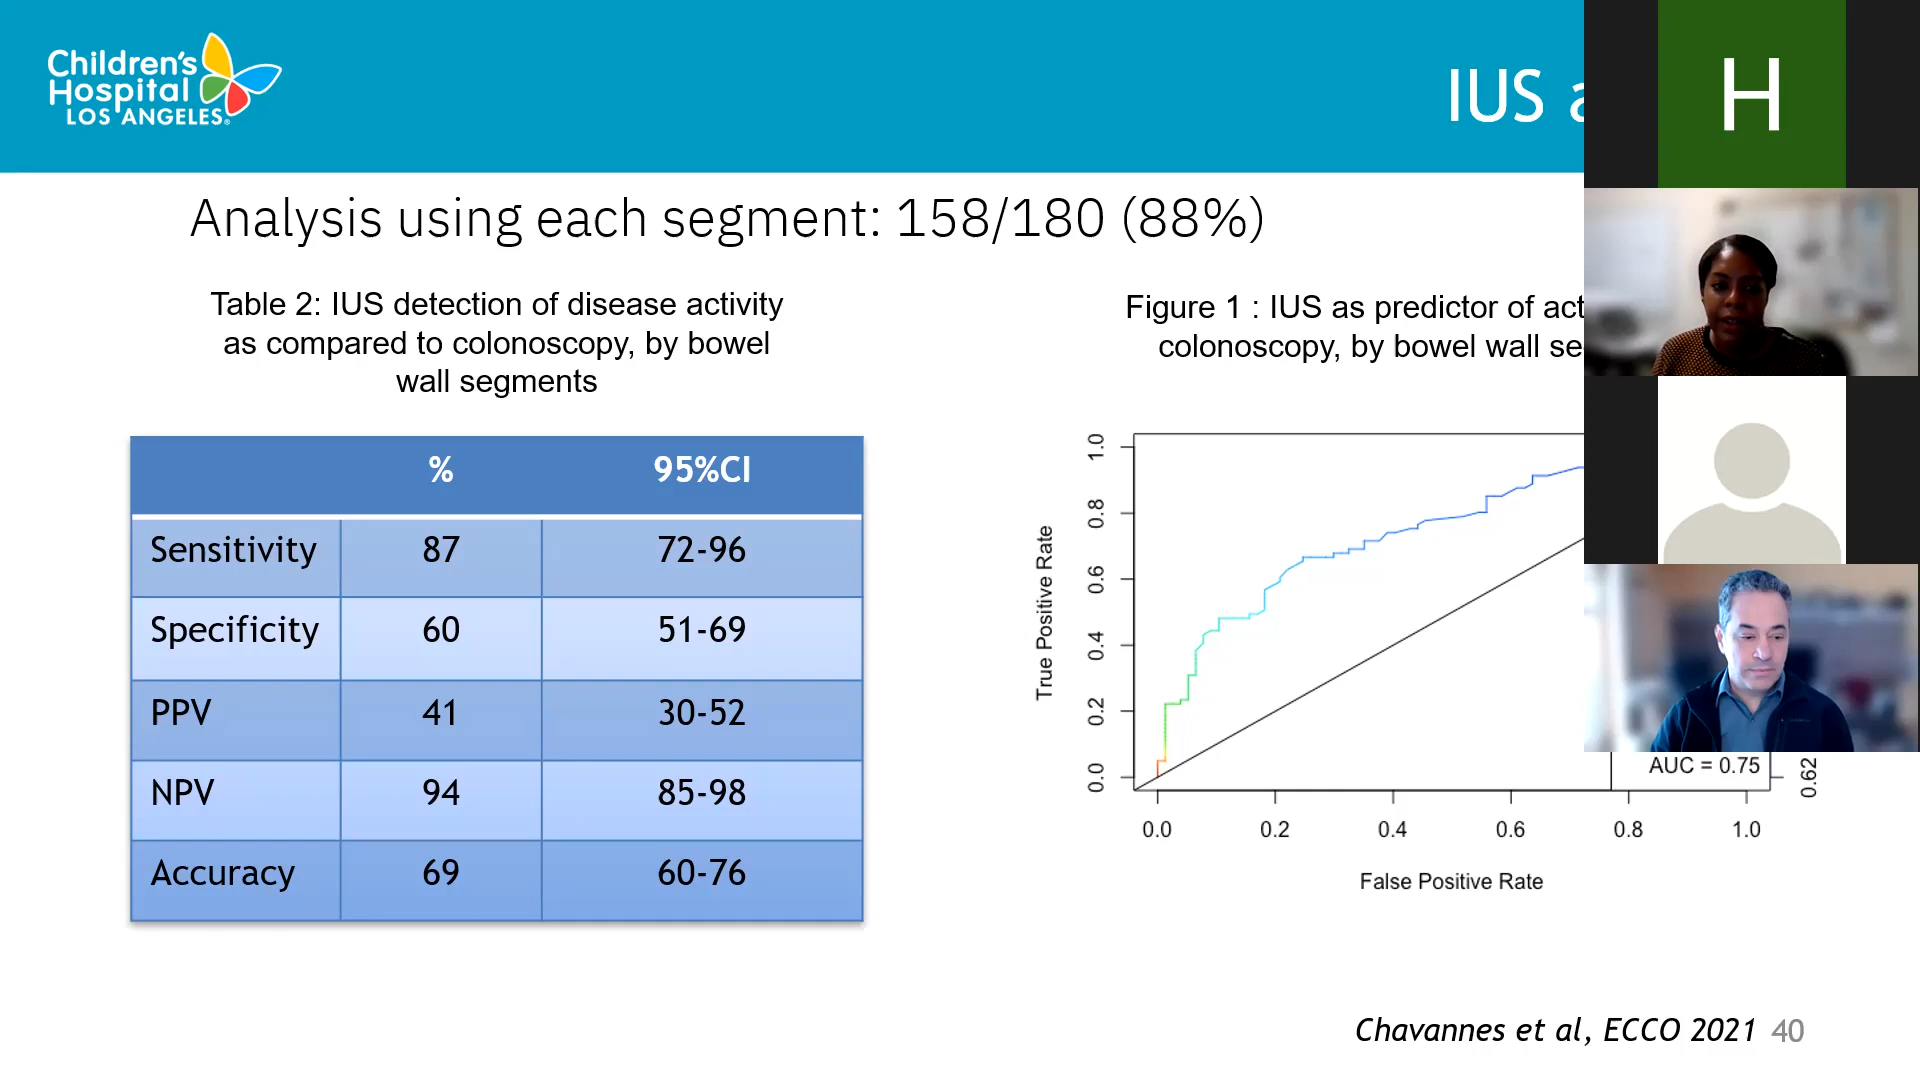 Children's
Hospital
LOS ANGELES®
IUS
H
Analysis using each segment: 158/180 (88%)
Table 2: IUS detection of disease activity
as compared to colonoscopy, by bowel
wall segments
% 95%CI
Sensitivity 87 72-96
Specificity 60 51-69
PPV 41 30-52
NPV 94 85-98
Accuracy 69 60-76
Figure 1 : IUS as predictor of act
colonoscopy, by bowel wall se
True Positive Rate
1.0
0.8
0.6
0.4
0.2
0.0
AUC = 0.75
0.62
0.0 0.2 0.4 0.6 0.8 1.0
False Positive Rate
Chavannes et al, ECCO 2021 40